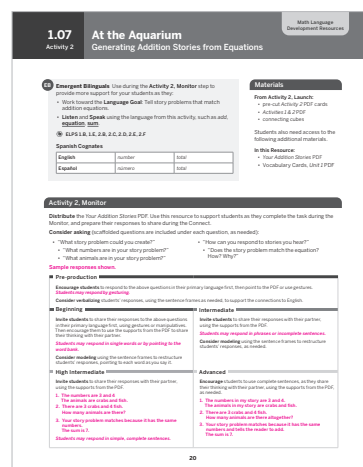 Math Language
Development Resources
1.07
Activity 2
At the Aquarium
Generating Addition Stories from Equations
EB Emergent Bilinguals Use during the Activity 2, Monitor step to
provide more support for your students as they:
• Work toward the Language Goal: Tell story problems that match
addition equations.
• Listen and Speak using the language from this activity, such as add,
equation, sum.
ELPS 1.B, 1.E, 2.B, 2.C, 2.D, 2.E, 2.F
Spanish Cognates
English number total
Español número total
Materials
From Activity 2, Launch:
• pre-cut Activity 2 PDF cards
• Activities 1 & 2 PDF
• connecting cubes
Students also need access to the
following additional materials.
In this Resource:
• Your Addition Stories PDF
• Vocabulary Cards, Unit 1 PDF
Activity 2, Monitor
Distribute the Your Addition Stories PDF. Use this resource to support students as they complete the task during the
Monitor, and prepare their responses to share during the Connect.
Consider asking (scaffolded questions are included under each question, as needed):
• "What story problem could you create?"
• "What numbers are in your story problem?"
• "What animals are in your story problem?"
• "How can you respond to stories you hear?"
• "Does the story problem match the equation?
How? Why?"
Sample responses shown.
Pre-production
Encourage students to respond to the above questions in their primary language first, then point to the PDF or use gestures.
Students may respond by gesturing.
Consider verbalizing students' responses, using the sentence frames as needed, to support the connections to English.
Beginning
Invite students to share their responses to the above questions
in their primary language first, using gestures or manipulatives.
Then encourage them to use the supports from the PDF to share
their thinking with their partner.
Students may respond in single words or by pointing to the
word bank.
Consider modeling using the sentence frames to restructure
students' responses, pointing to each word as you say it.
Intermediate
Invite students to share their responses with their partner,
using the supports from the PDF.
Students may respond in phrases or incomplete sentences.
Consider modeling using the sentence frames to restructure
students' responses, as needed.
High Intermediate
Invite students to share their responses with their partner,
using the supports from the PDF.
1. The numbers are 3 and 4.
The animals are crabs and fish.
2. There are 3 crabs and 4 fish.
How many animals are there?
3. Your story problem matches because it has the same
numbers.
The sum is 7.
Students may respond in simple, complete sentences.
Advanced
Encourage students to use complete sentences, as they share
their thinking with their partner, using the supports from the PDF,
as needed.
1. The numbers in my story are 3 and 4.
The animals in my story are crabs and fish.
2. There are 3 crabs and 4 fish.
How many animals are there altogether?
3. Your story problem matches because it has the same
numbers and tells the reader to add.
The sum is 7.
20